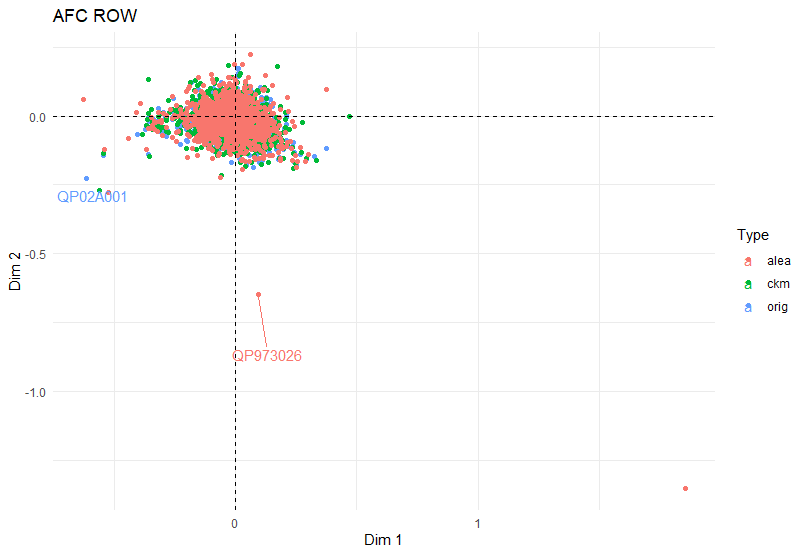 AFC ROW
0.0
QP02A001
-0.5
QP973026
-1.0
Dim 2
0
1
Dim 1
Type
a alea
a ckm
a orig